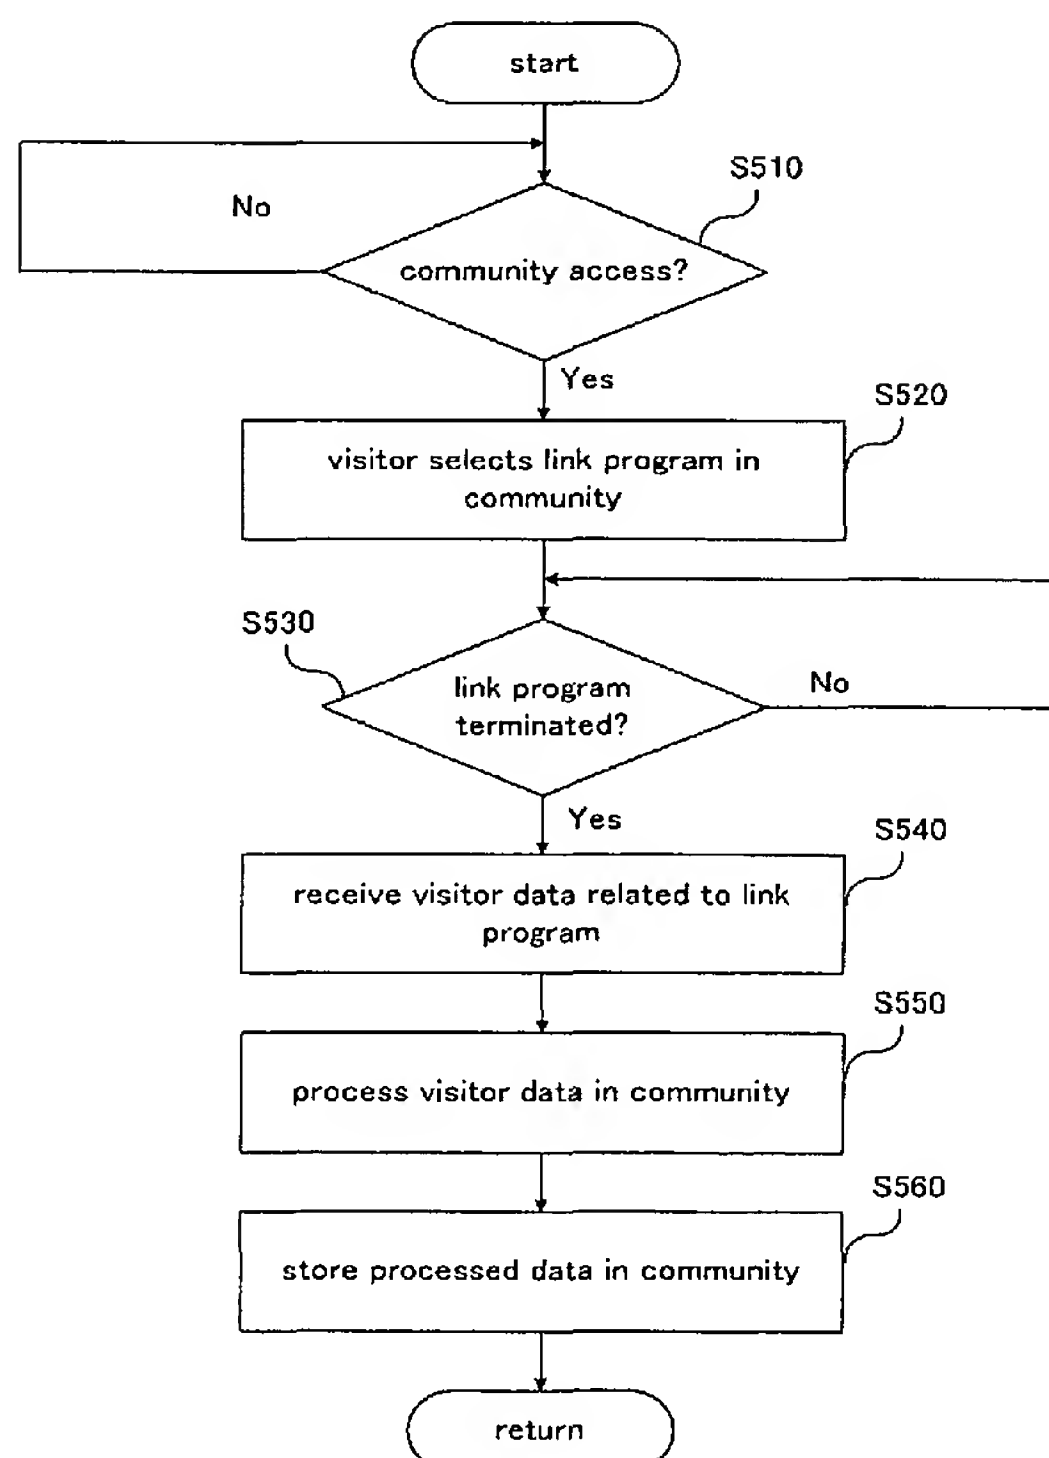 start
S510
No
community access?
Yes
S520
visitor selects link program in
community
S530
link program
terminated?
No
Yes
S540
receive visitor data related to link
program
S550
process visitor data in community
S560
store processed data in community
return